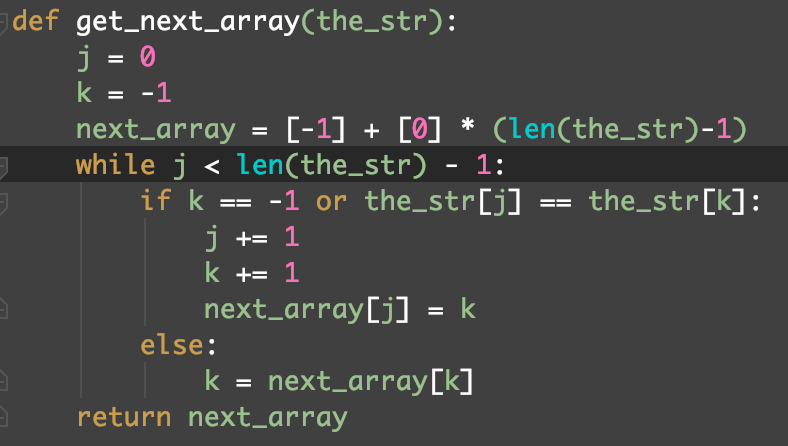 def get_next_array(the_str):
    j = 0
    k = -1
    next_array = [-1] + [0] * (len(the_str)-1)
    while j < len(the_str) - 1:
        if k == -1 or the_str[j] == the_str[k]:
            j += 1
            k += 1
            next_array[j] = k
        else:
            k = next_array[k]
    return next_array